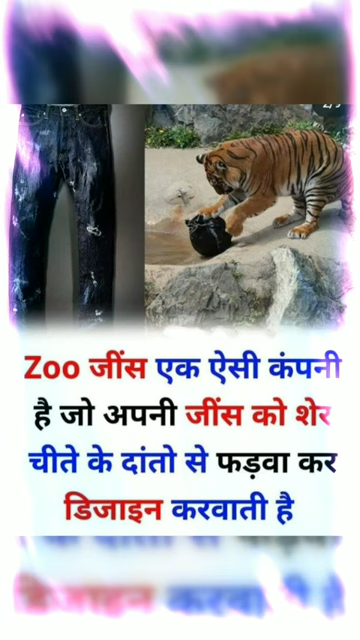 Zoo जींस एक ऐसी कंपनी
है जो अपनी जींस को शेर
चीते के दांतो से फड़वा कर
डिजाइन करवाती है